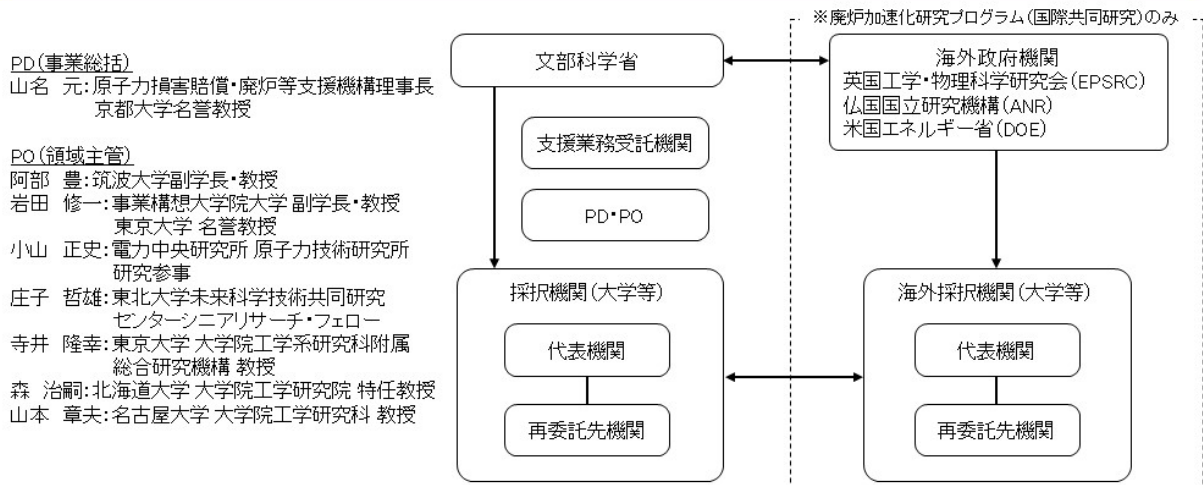 PD(事業総括)
山名 元:原子力損害賠償・廃炉等支援機構理事長
京都大学名誉教授
PO(領域主管)
阿部 豊:筑波大学副学長・教授
岩田 修一:事業構想大学院大学 副学長・教授
東京大学 名誉教授
小山 正史:電力中央研究所 原子力技術研究所
研究参事
庄子 哲雄:東北大学未来科学技術共同研究
センターシニアリサーチ・フェロー
寺井 隆幸:東京大学 大学院工学系研究科附属
総合研究機構 教授
森 治嗣:北海道大学 大学院工学研究院 特任教授
山本 章夫:名古屋大学 大学院工学研究科 教授
文部科学省
支援業務受託機関
PD・PO
採択機関(大学等)
代表機関
再委託先機関
※廃炉加速化研究プログラム(国際共同研究)のみ
海外政府機関
英国工学・物理科学研究会(EPSRC)
仏国国立研究機構(ANR)
米国エネルギー省(DOE)
海外採択機関(大学等)
代表機関
再委託先機関